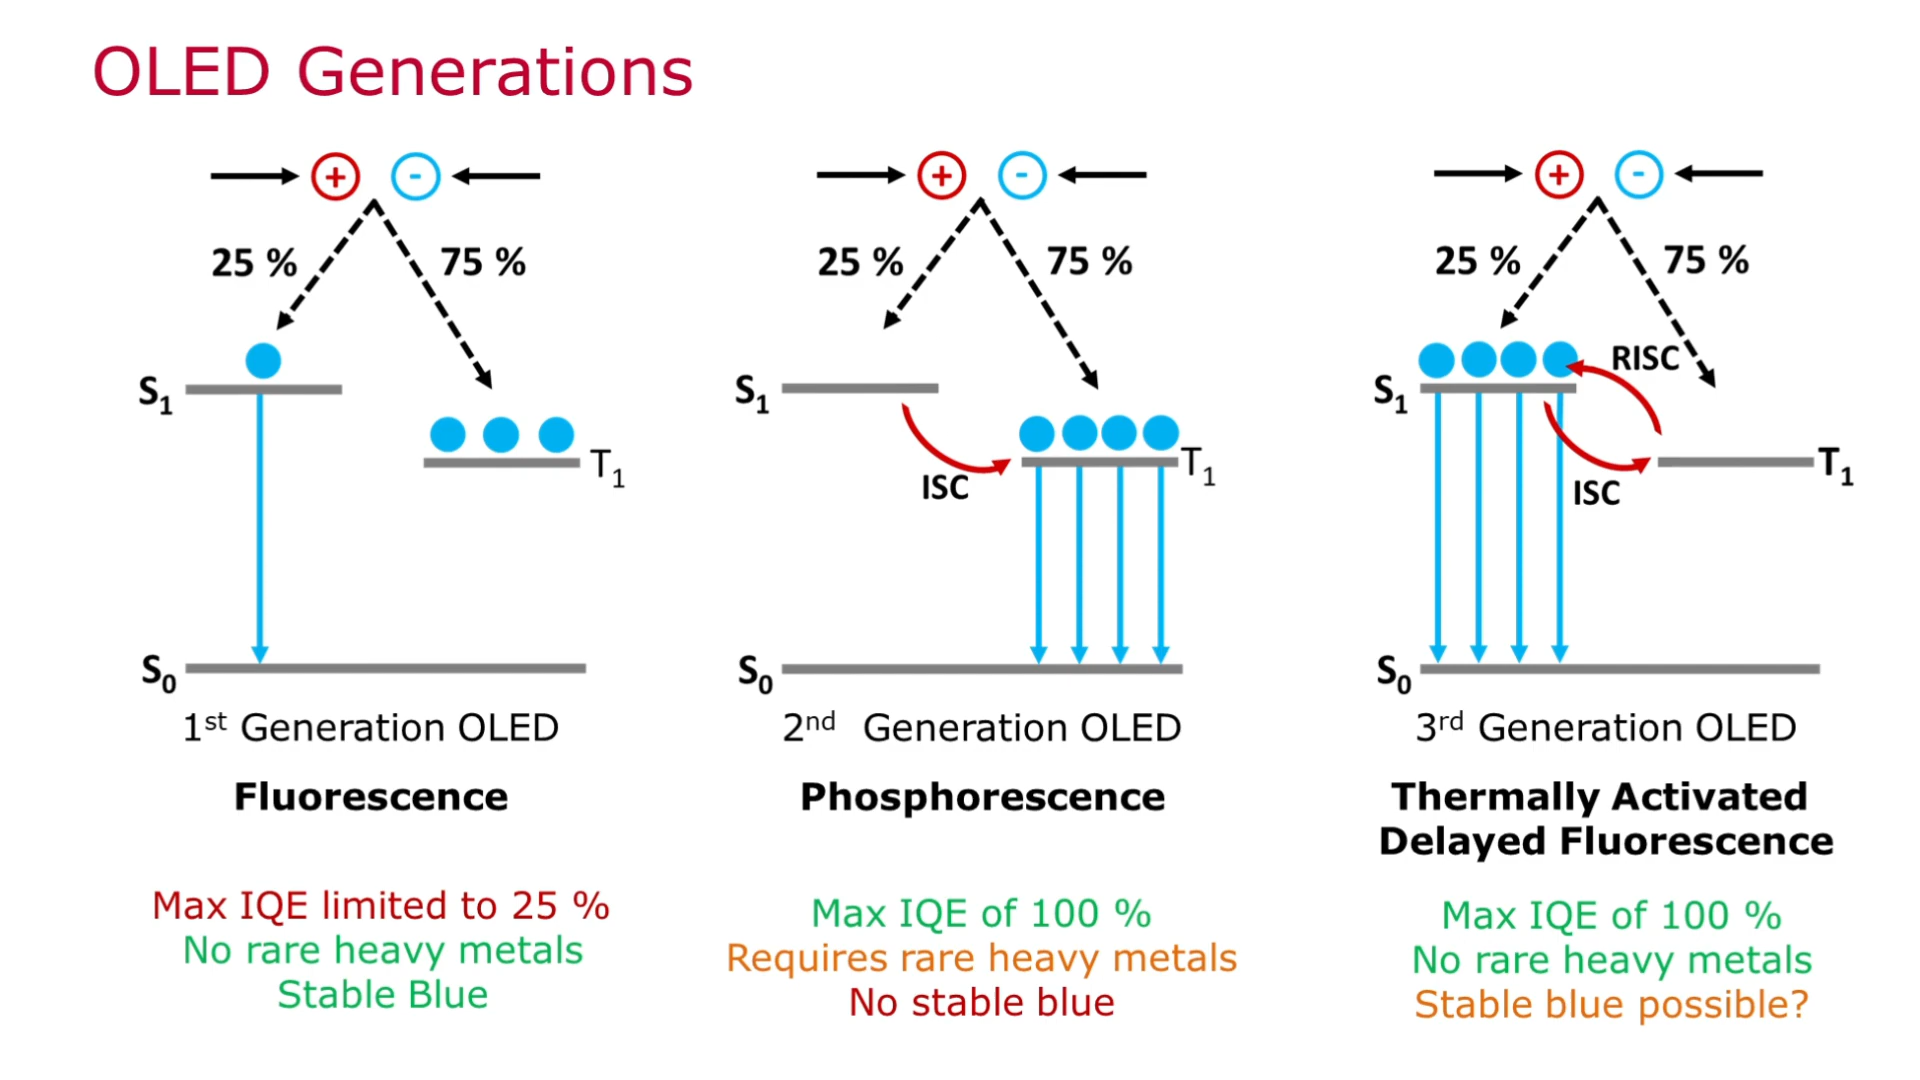 OLED Generations
+ -
25 % 75 %
S1
T1
S0
1st Generation OLED
Fluorescence
Max IQE limited to 25 %
No rare heavy metals
Stable Blue
+ -
25 % 75 %
S1
T1
ISC
S0
2nd Generation OLED
Phosphorescence
Max IQE of 100 %
Requires rare heavy metals
No stable blue
+ -
25 % 75 %
RISC
S1
T1
ISC
S0
3rd Generation OLED
Thermally Activated
Delayed Fluorescence
Max IQE of 100 %
No rare heavy metals
Stable blue possible?